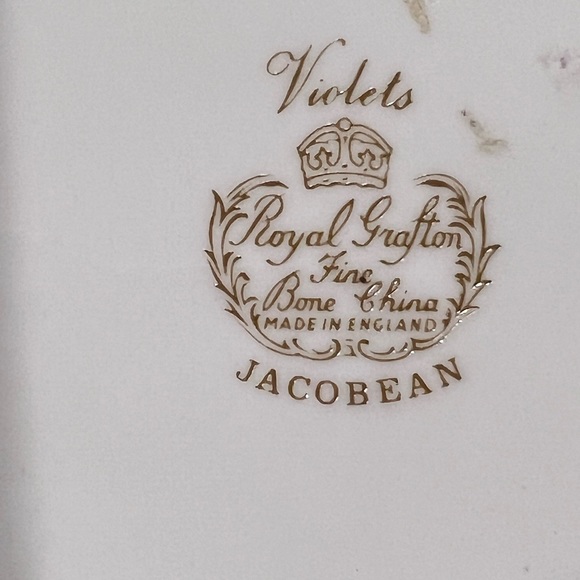 Violets
Royal Grafton
Fine
Bone China
MADE IN ENGLAND
JACOBEAN